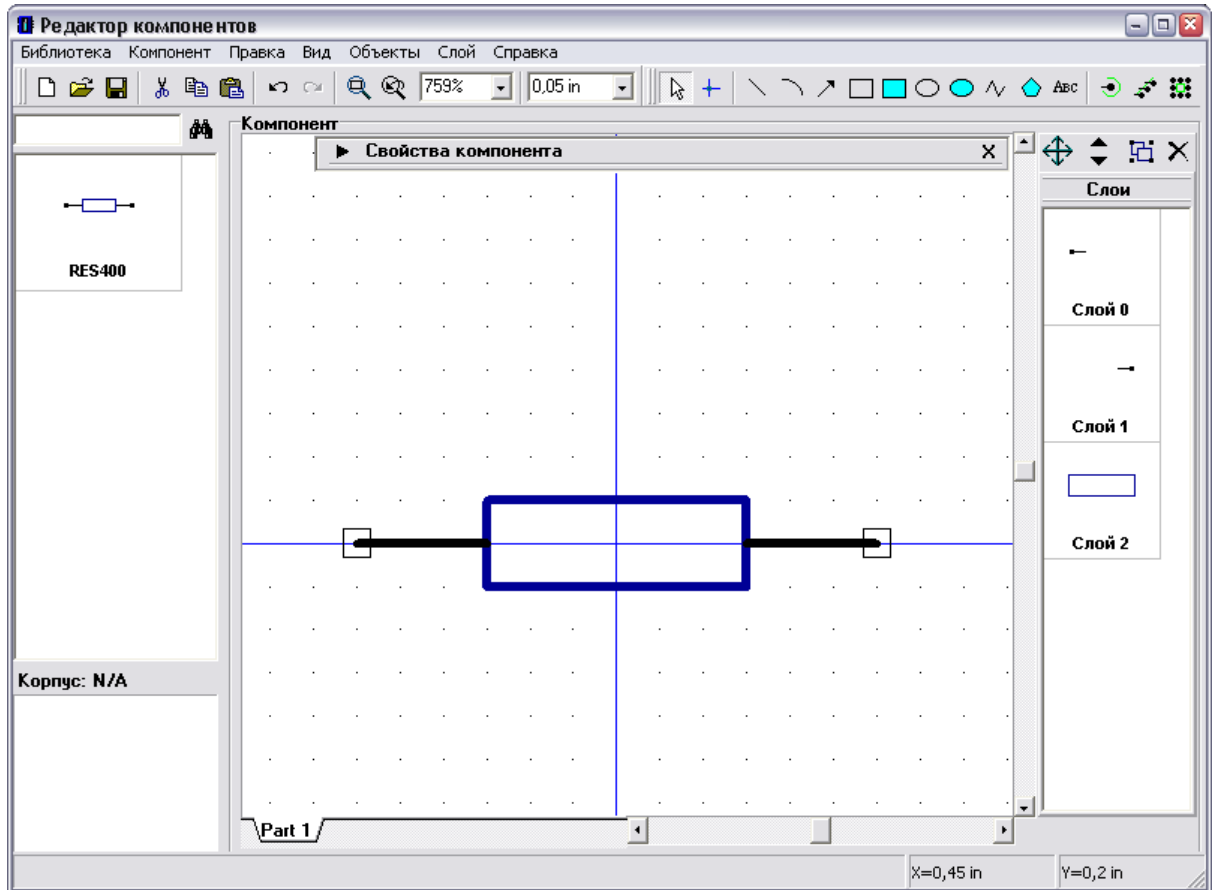 Редактор компонентов
Библиотека Компонент Правка Вид Объекты Слой Справка
759% 0,05 in ABC
Компонент
Свойства компонента X
Слои
RES400
Слой 0
Слой 1
Слой 2
Корпус: N/A
Part 1
X=0,45 in Y=0,2 in